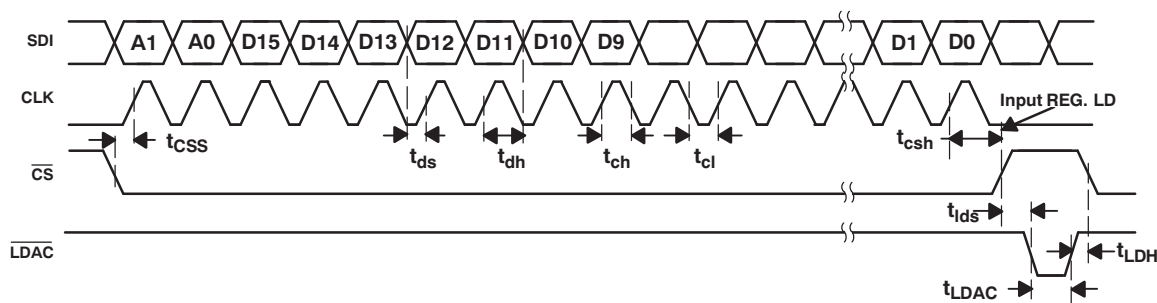 SDI A1 A0 D15 D14 D13 D12 D11 D10 D9 D1 D0
CLK
Input REG. LD
tCSS tds tdh tch tcl tcsh
CS
tlds
LDAC
tLDH
tLDAC